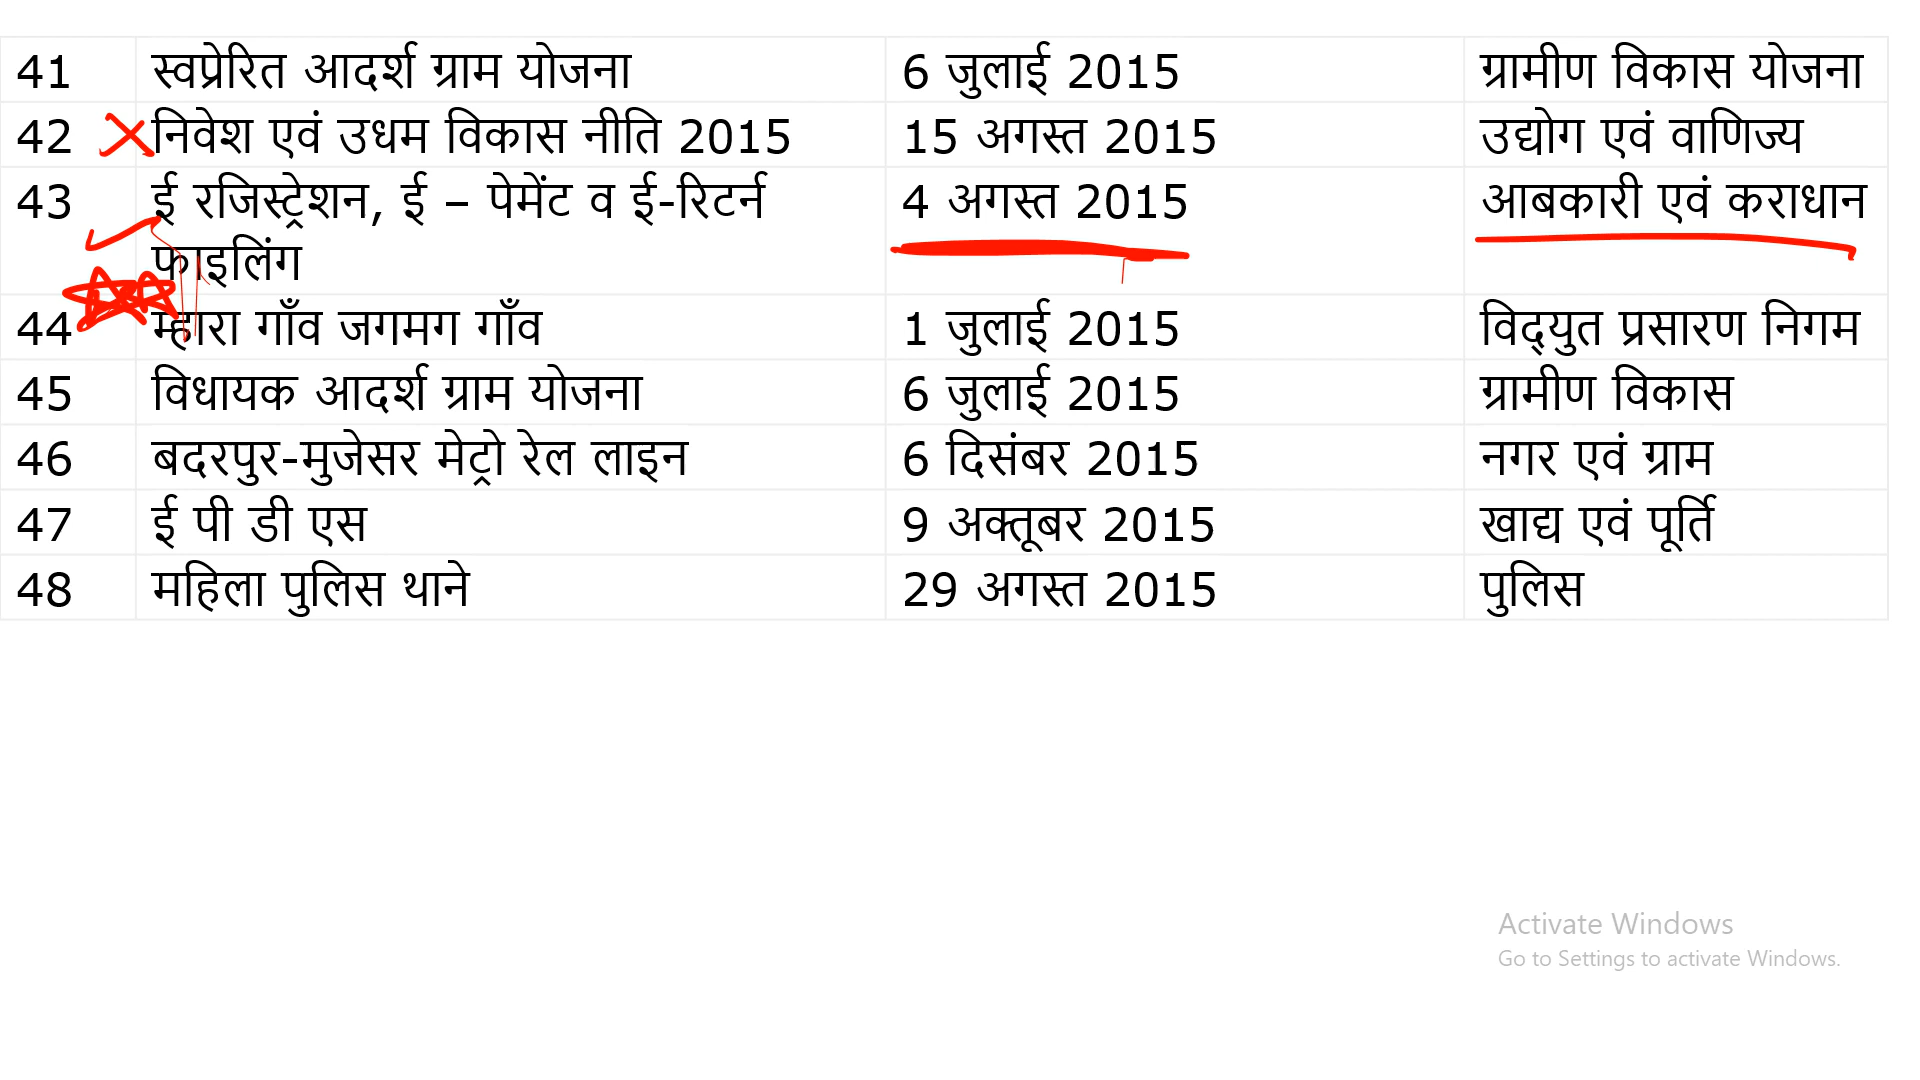 41 स्वप्रेरित आदर्श ग्राम योजना 6 जुलाई 2015 ग्रामीण विकास योजना
42 निवेश एवं उधम विकास नीति 2015 15 अगस्त 2015 उद्योग एवं वाणिज्य
43 ई रजिस्ट्रेशन, ई – पेमेंट व ई-रिटर्न 4 अगस्त 2015 आबकारी एवं कराधान
फाइलिंग
44 म्हारा गाँव जगमग गाँव 1 जुलाई 2015 विद्‌युत प्रसारण निगम
45 विधायक आदर्श ग्राम योजना 6 जुलाई 2015 ग्रामीण विकास
46 बदरपुर-मुजेसर मेट्रो रेल लाइन 6 दिसंबर 2015 नगर एवं ग्राम
47 ई पी डी एस 9 अक्तूबर 2015 खाद्य एवं पूर्ति
48 महिला पुलिस थाने 29 अगस्त 2015 पुलिस
Activate Windows
Go to Settings to activate Windows.